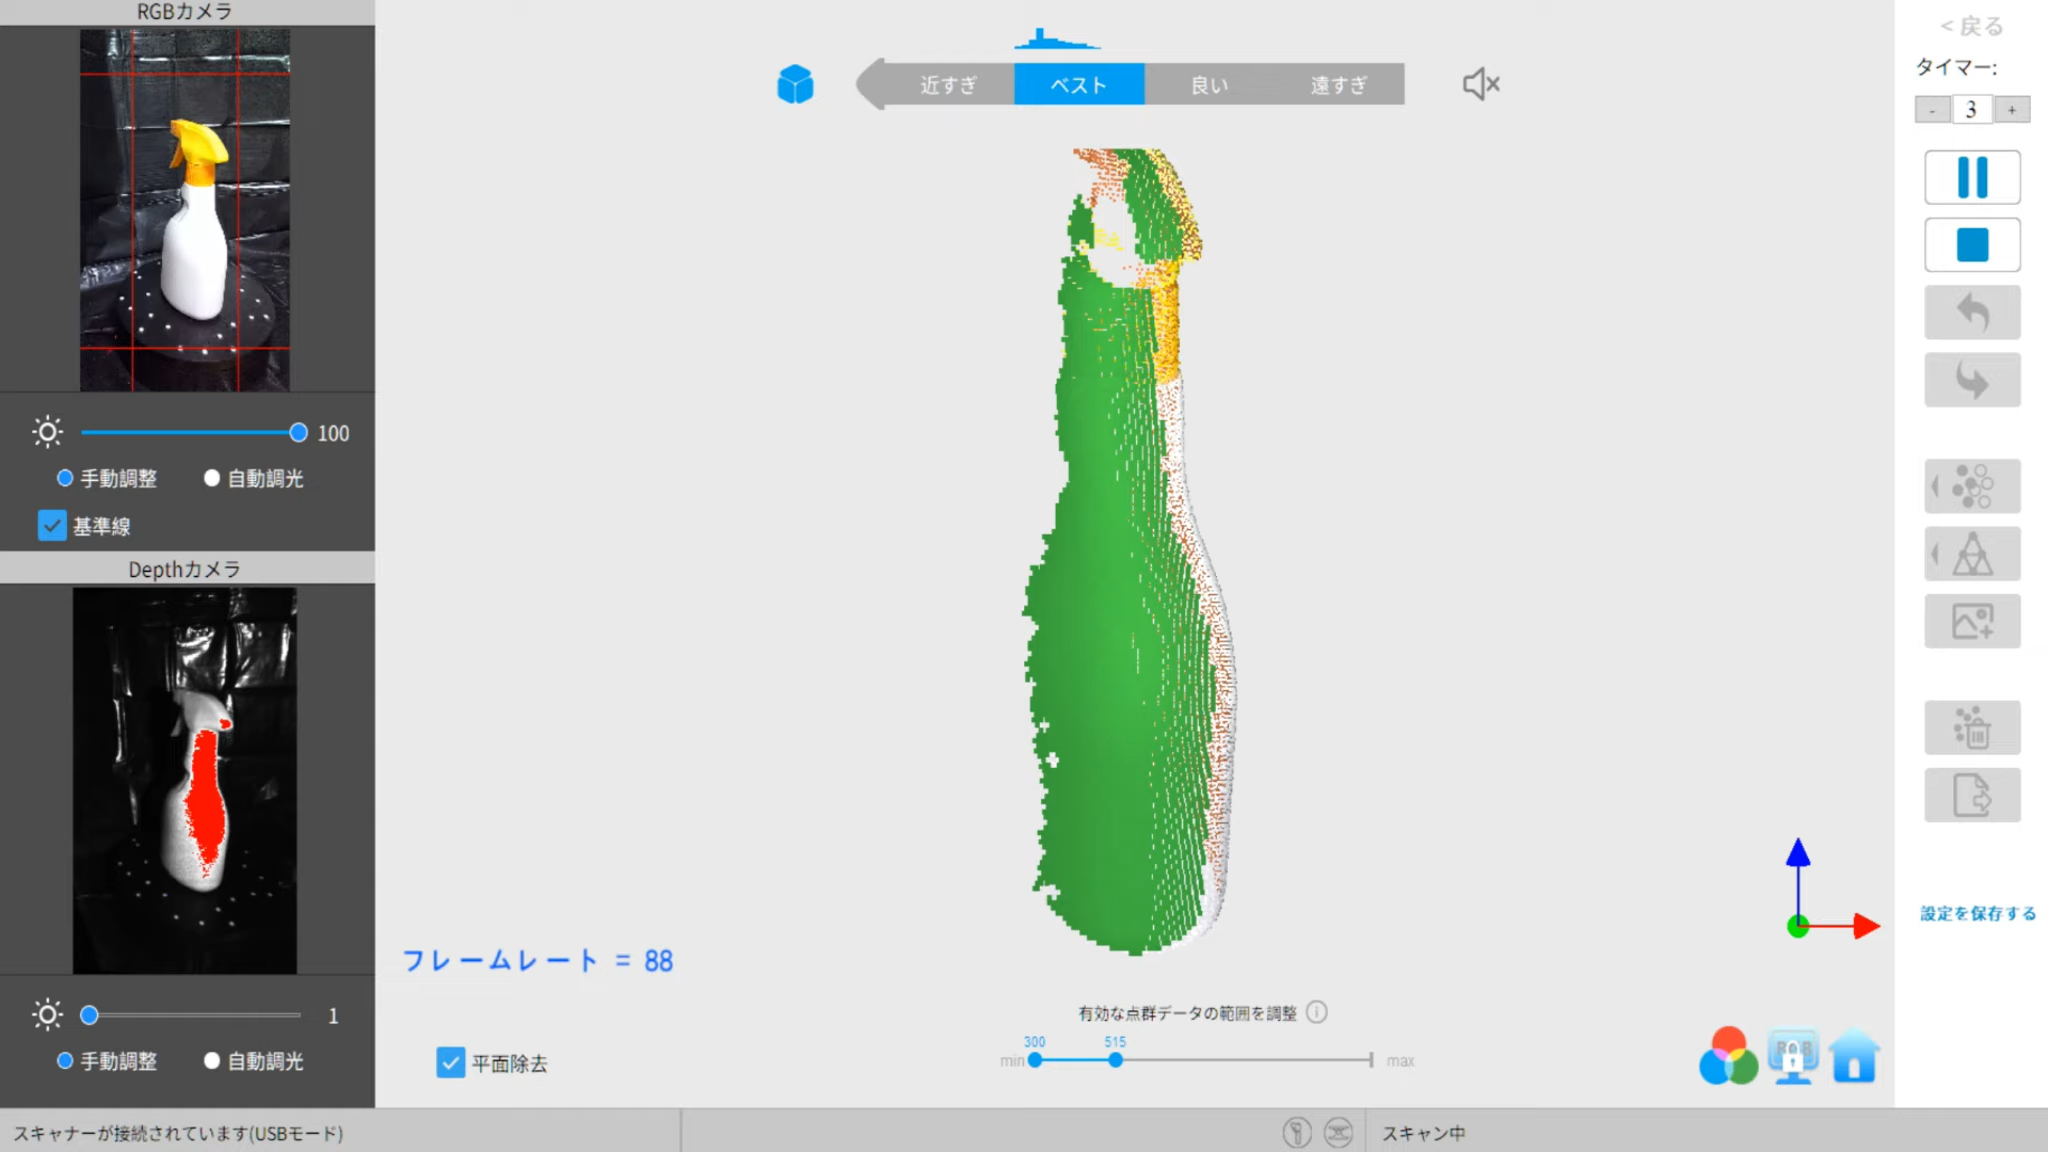 RGBカメラ
100
手動調整 自動調光
基準線
Depthカメラ
1
手動調整 自動調光
近すぎ ベスト 良い 遠すぎ
フレームレート = 88
平面除去
有効な点群データの範囲を調整
300 515
min max
< 戻る
タイマー:
- 3 +
設定を保存する
RGB
スキャナーが接続されています(USBモード)
スキャン中